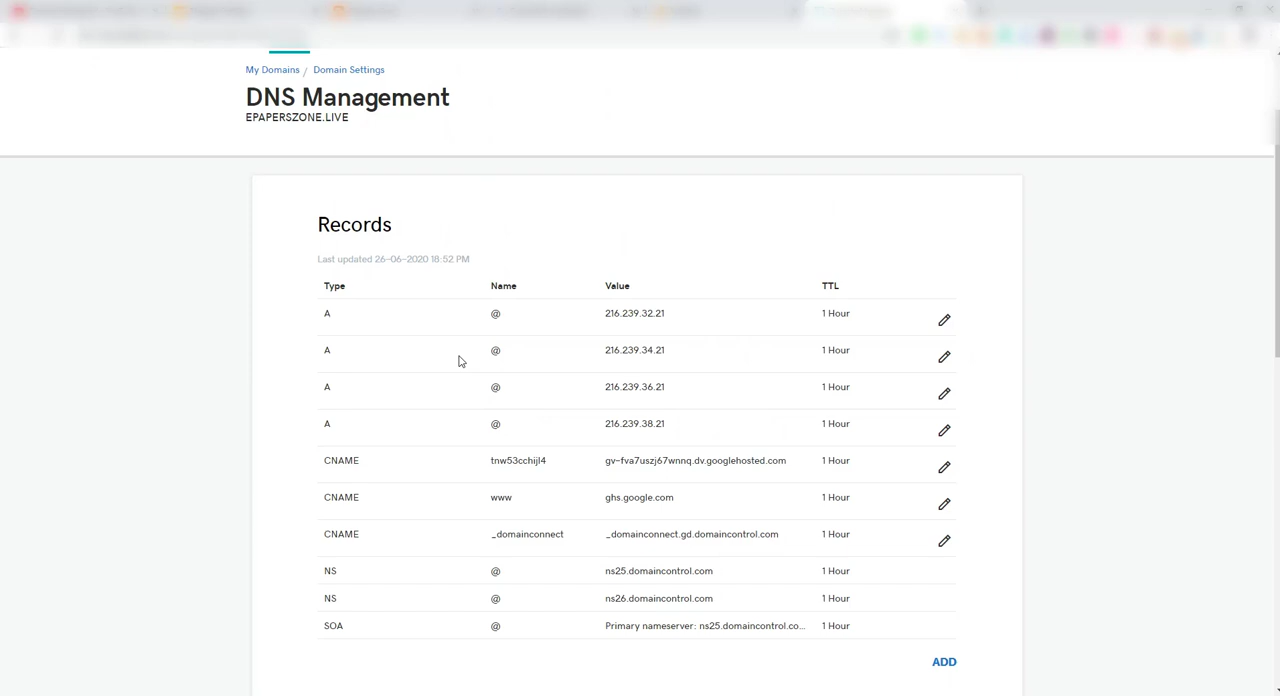 My Domains / Domain Settings
DNS Management
EPAPERSZONE.LIVE
Records
Last updated 26-06-2020 18:52 PM
Type Name Value TTL
A @ 216.239.32.21 1 Hour
A @ 216.239.34.21 1 Hour
A @ 216.239.36.21 1 Hour
A @ 216.239.38.21 1 Hour
CNAME tnw53cchijl4 gv-fva7uszj67wnnq.dv.googlehosted.com 1 Hour
CNAME www ghs.google.com 1 Hour
CNAME _domainconnect _domainconnect.gd.domaincontrol.com 1 Hour
NS @ ns25.domaincontrol.com 1 Hour
NS @ ns26.domaincontrol.com 1 Hour
SOA @ Primary nameserver: ns25.domaincontrol.co... 1 Hour
ADD